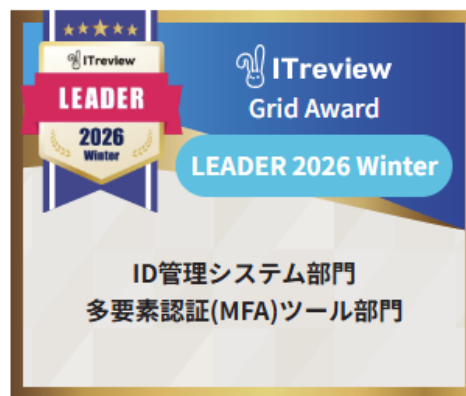 ITreview
LEADER
2026
Winter
ITreview
Grid Award
LEADER 2026 Winter
ID管理システム部門
多要素認証(MFA)ツール部門